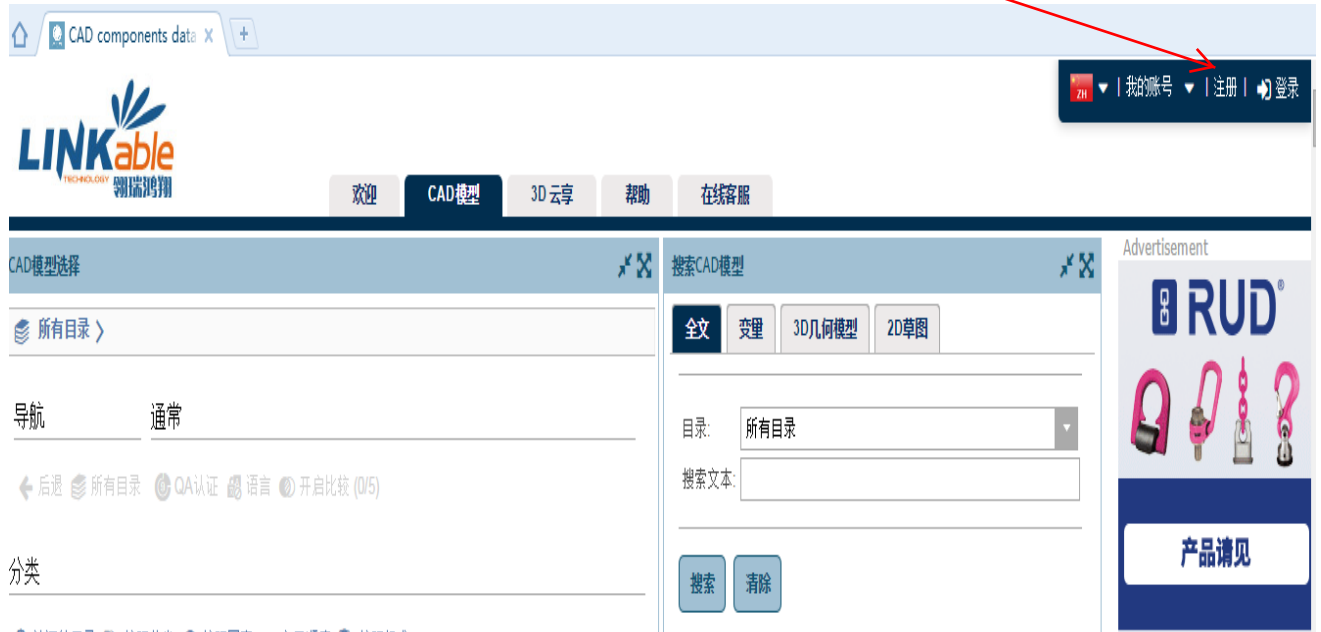 CAD components data
ZH 我的账号 | 注册 | 登录
LINKable
TECHNOLOGY 翎瑞鸿翔
欢迎 CAD模型 3D云享 帮助 在线客服
CAD模型选择
所有目录
导航 通常
后退 所有目录 QA认证 语言 开启比较 (0/5)
分类
搜索CAD模型
全文 变量 3D几何模型 2D草图
目录: 所有目录
搜索文本:
搜索 清除
Advertisement
RUD®
产品请见